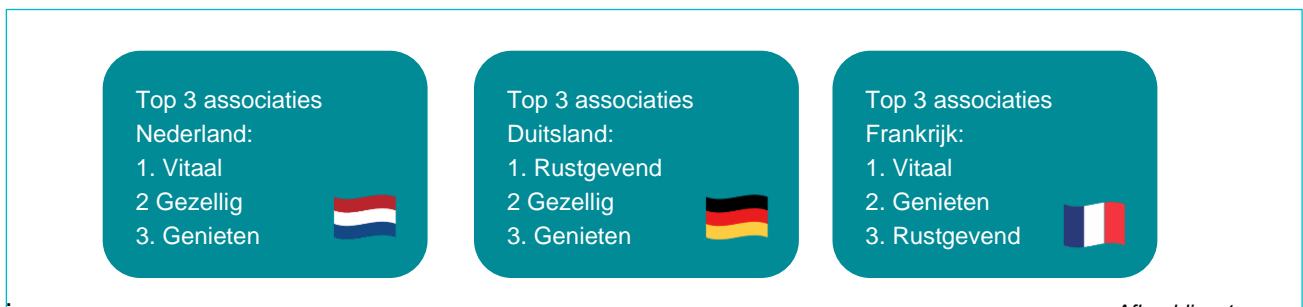 Top 3 associaties
Nederland:
1. Vitaal
2 Gezellig
3. Genieten
Top 3 associaties
Duitsland:
1. Rustgevend
2 Gezellig
3. Genieten
Top 3 associaties
Frankrijk:
1. Vitaal
2. Genieten
3. Rustgevend